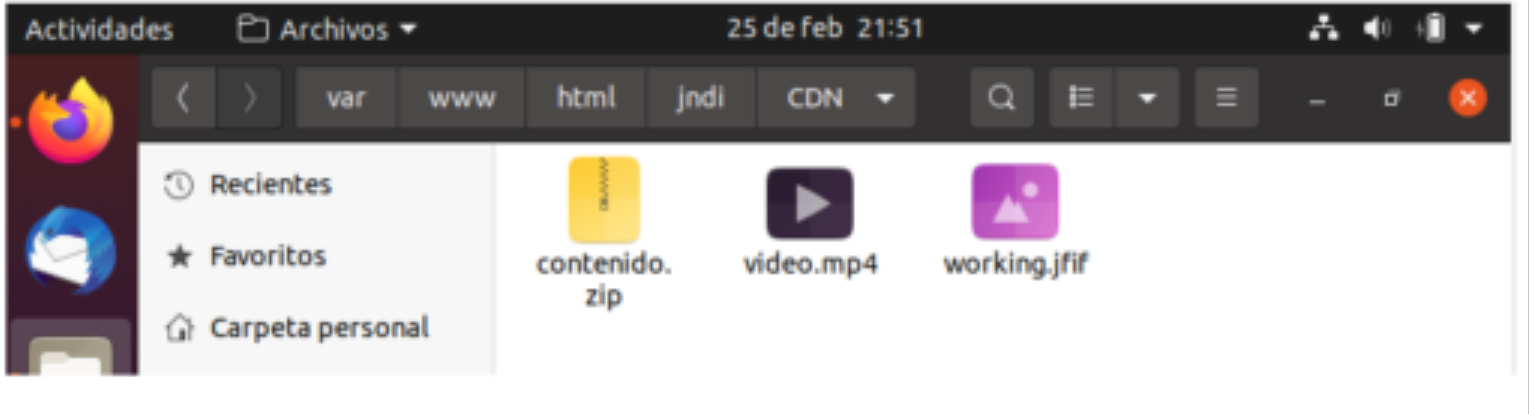 Actividades Archivos 25 de feb 21:51
var www html jndi CDN
Recientes
Favoritos
Carpeta personal
contenido.
zip
video.mp4
working.jfif